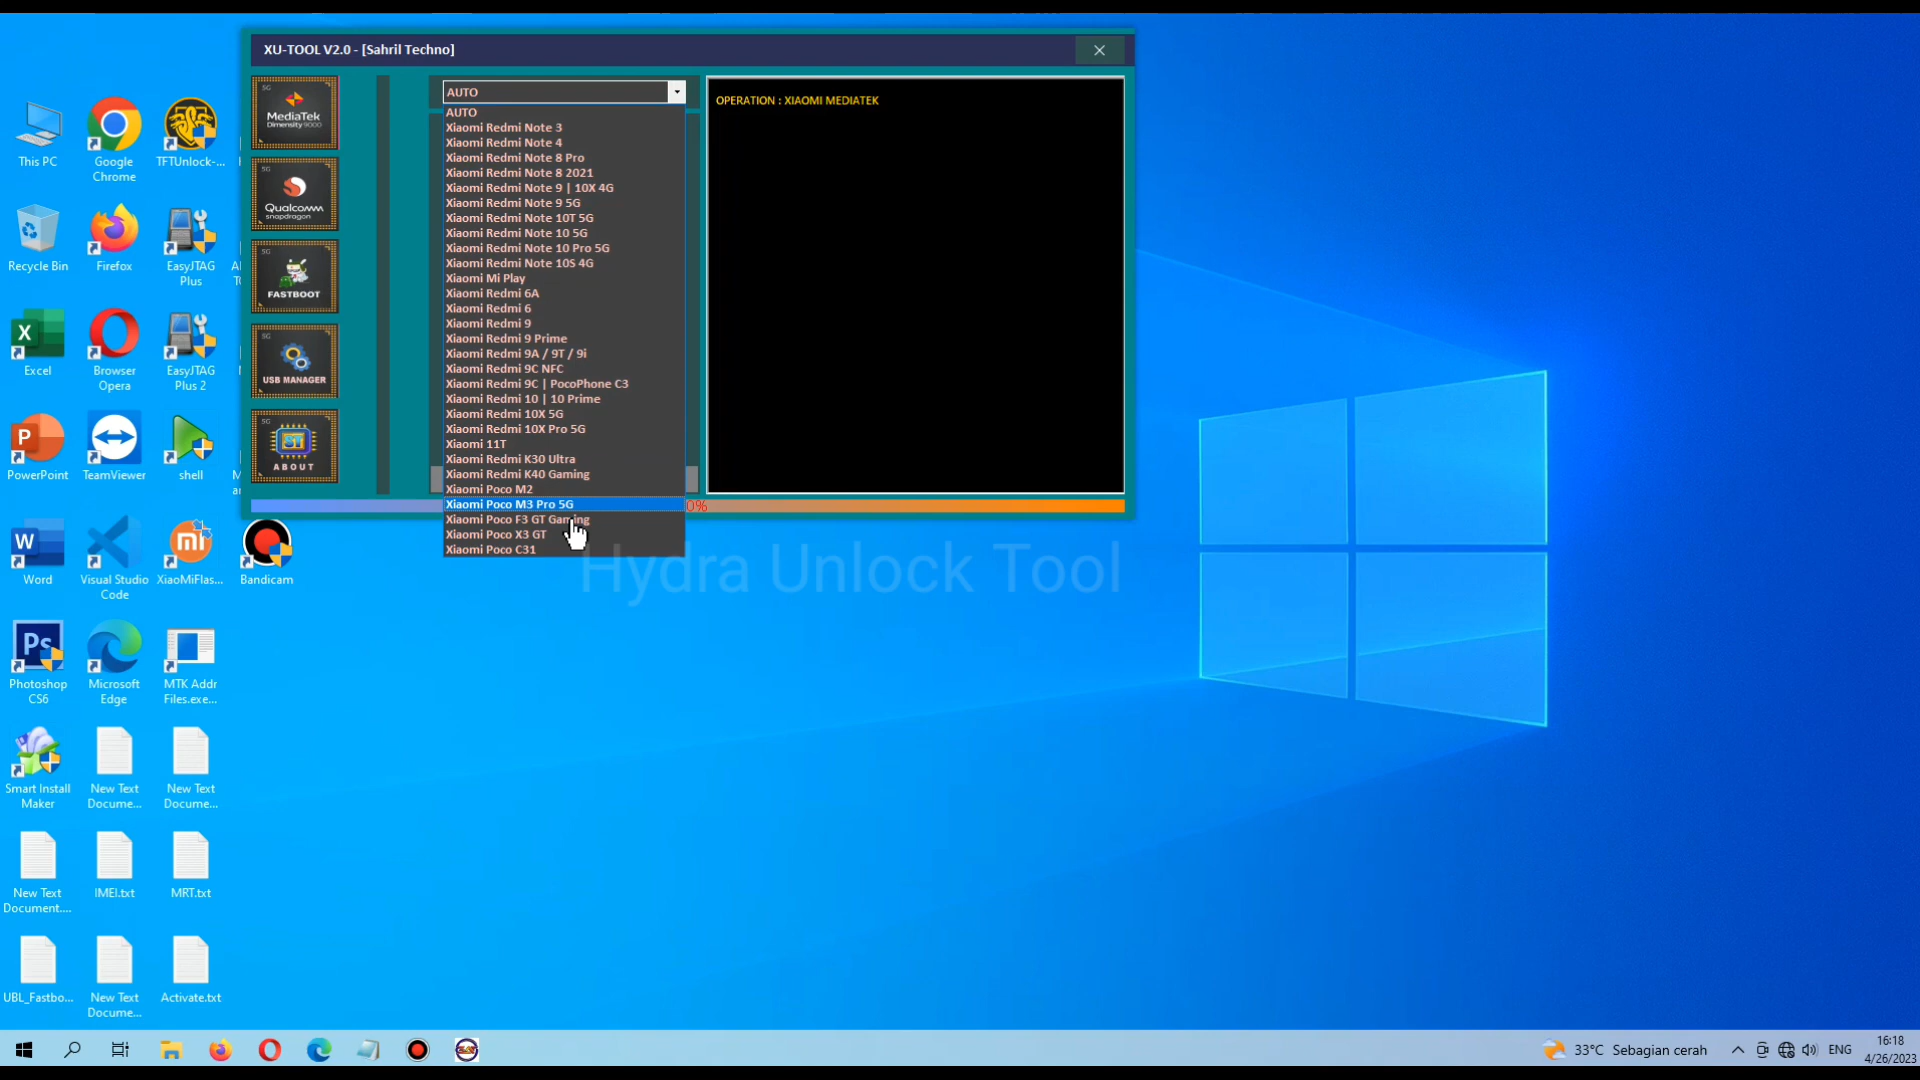 XU-TOOL V2.0 - [Sahril Techno]
5G
MediaTek
Dimensity 9000
5G
Qualcomm
snapdragon
5G
FASTBOOT
5G
USB MANAGER
5G
ST
ABOUT
AUTO
AUTO
Xiaomi Redmi Note 3
Xiaomi Redmi Note 4
Xiaomi Redmi Note 8 Pro
Xiaomi Redmi Note 8 2021
Xiaomi Redmi Note 9 | 10X 4G
Xiaomi Redmi Note 9 5G
Xiaomi Redmi Note 10T 5G
Xiaomi Redmi Note 10 5G
Xiaomi Redmi Note 10 Pro 5G
Xiaomi Redmi Note 10S 4G
Xiaomi Mi Play
Xiaomi Redmi 6A
Xiaomi Redmi 6
Xiaomi Redmi 9
Xiaomi Redmi 9 Prime
Xiaomi Redmi 9A / 9T / 9i
Xiaomi Redmi 9C NFC
Xiaomi Redmi 9C | PocoPhone C3
Xiaomi Redmi 10 | 10 Prime
Xiaomi Redmi 10X 5G
Xiaomi Redmi 10X Pro 5G
Xiaomi 11T
Xiaomi Redmi K30 Ultra
Xiaomi Redmi K40 Gaming
Xiaomi Poco M2
Xiaomi Poco M3 Pro 5G
Xiaomi Poco F3 GT Gaming
Xiaomi Poco X3 GT
Xiaomi Poco C31
OPERATION : XIAOMI MEDIATEK
0%
Hydra Unlock Tool
This PC
Google
Chrome
TFTUnlock-...
Recycle Bin
Firefox
EasyJTAG
Plus
Excel
Browser
Opera
EasyJTAG
Plus 2
PowerPoint
TeamViewer
shell
Word
Visual Studio
Code
XiaoMiFlas...
Bandicam
Photoshop
CS6
Microsoft
Edge
MTK Addr
Files.exe...
Smart Install
Maker
New Text
Docume...
New Text
Docume...
New Text
Document....
IMEI.txt
MRT.txt
UBL_Fastbo...
New Text
Docume...
Activate.txt
33°C Sebagian cerah
ENG
16:18
4/26/2023